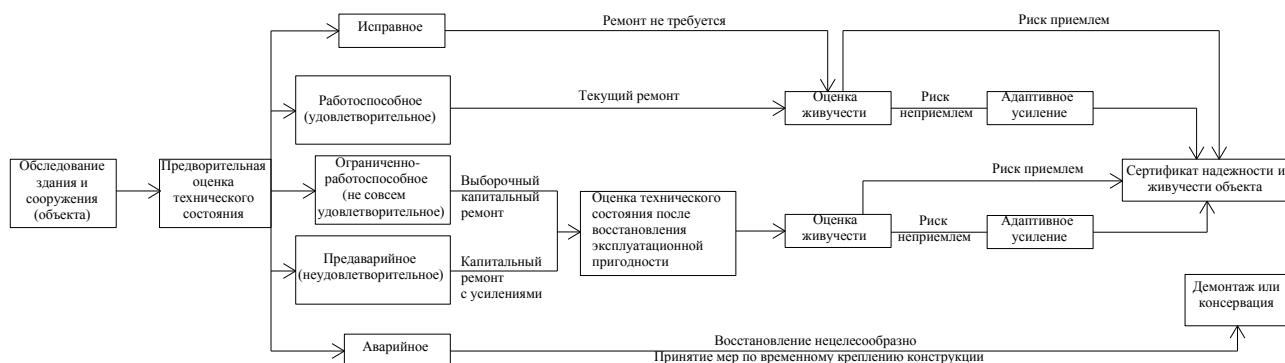 Исправное
Ремонт не требуется
Риск приемлем
Работоспособное
(удовлетворительное)
Текущий ремонт
Оценка
живучести
Риск
неприемлем
Адаптивное
усиление
Обследование
здания и
сооружения
(объекта)
Предворительная
оценка
технического
состояния
Ограниченно-
работоспособное
(не совсем
удовлетворительное)
Выборочный
капитальный
ремонт
Оценка технического
состояния после
восстановления
эксплуатационной
пригодности
Риск приемлем
Оценка
живучести
Риск
неприемлем
Адаптивное
усиление
Сертификат надежности и
живучести объекта
Предаварийное
(неудовлетворительное)
Капитальный
ремонт
с усилениями
Демонтаж или
консервация
Аварийное
Восстановление нецелесообразно
Принятие мер по временному креплению конструкции